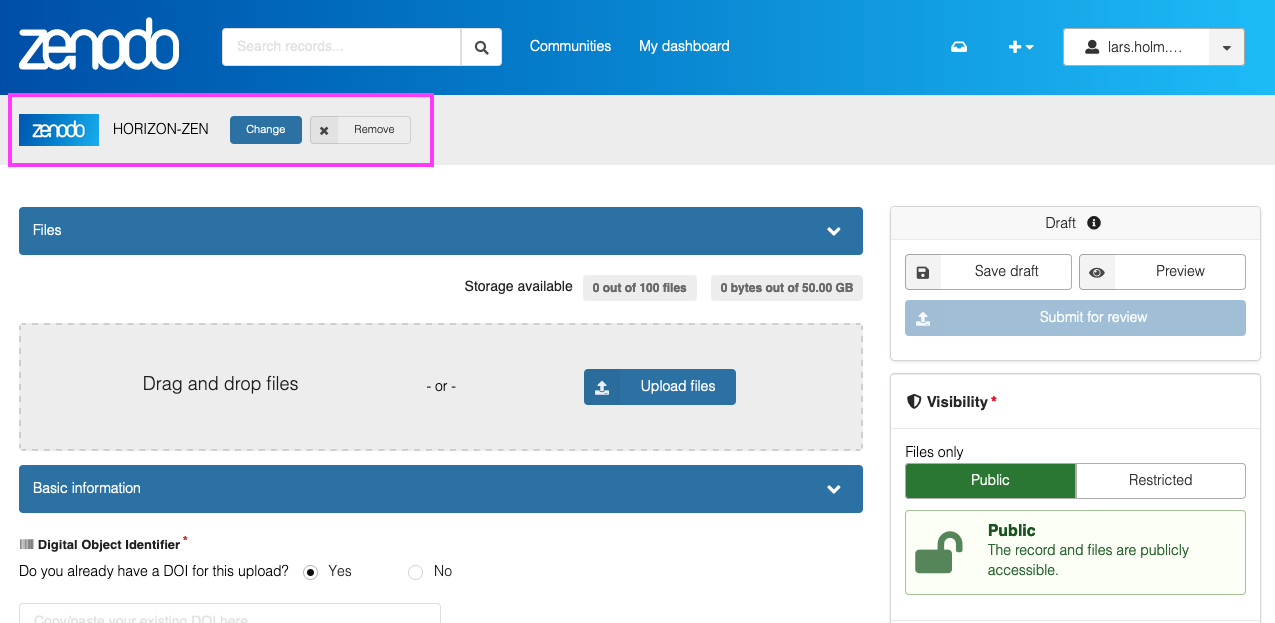 zenodo
Search records...
Communities
My dashboard
lars.holm....
zenodo
HORIZON-ZEN
Change
Remove
Files
Storage available
0 out of 100 files
0 bytes out of 50.00 GB
Drag and drop files
- or -
Upload files
Basic information
Digital Object Identifier *
Do you already have a DOI for this upload?
Yes
No
Copy/paste your existing DOI here...
Draft
Save draft
Preview
Submit for review
Visibility *
Files only
Public
Restricted
Public
The record and files are publicly
accessible.